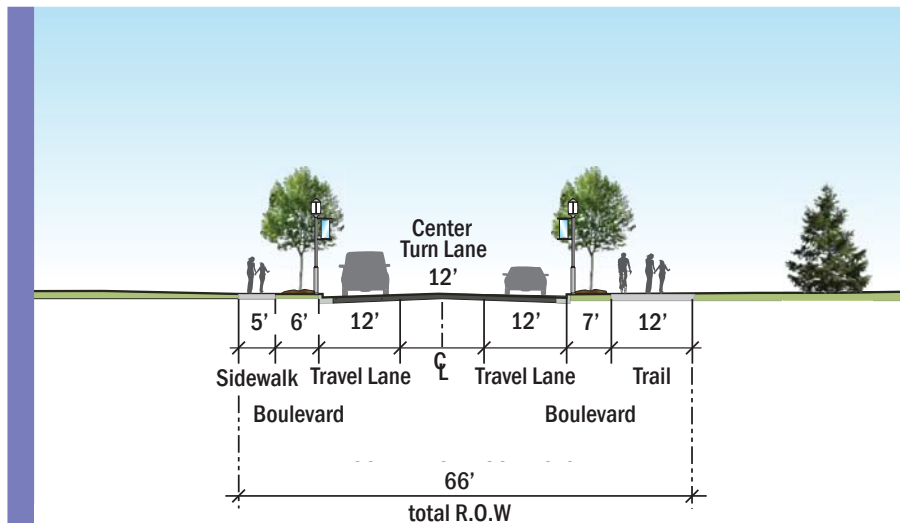 Center
Turn Lane
12’
5’ 6’ 12’ 12’ 7’ 12’
℄
Sidewalk Travel Lane Travel Lane Trail
Boulevard Boulevard
66’
total R.O.W